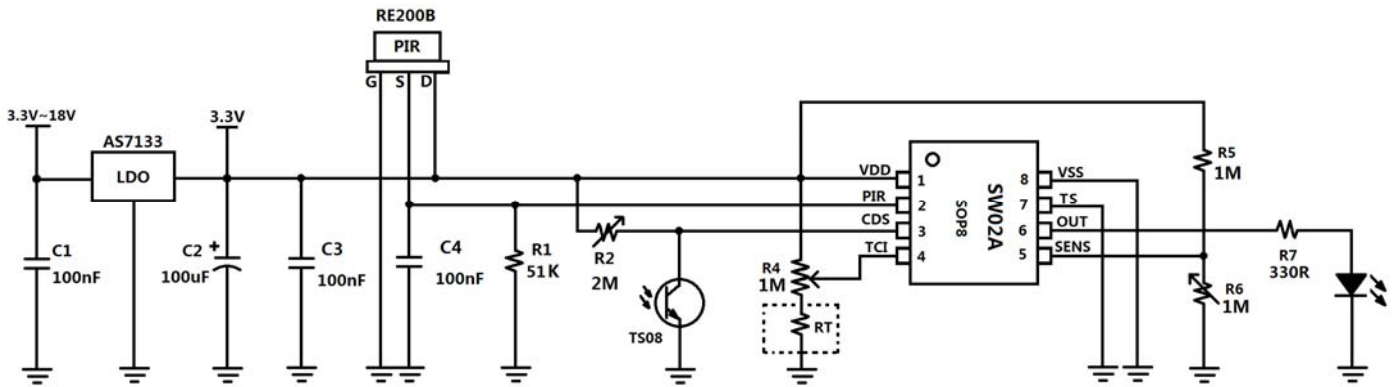 RE200B
PIR
G S D
3.3V~18V
3.3V
AS7133
LDO
C1
100nF
C2
+
100uF
C3
100nF
C4
100nF
R1
51K
R2
2M
TS08
R4
1M
RT
VDD
PIR
CDS
TCI
1
2
3
4
SOP8
SW02A
8
7
6
5
VSS
TS
OUT
SENS
R5
1M
R6
1M
R7
330R